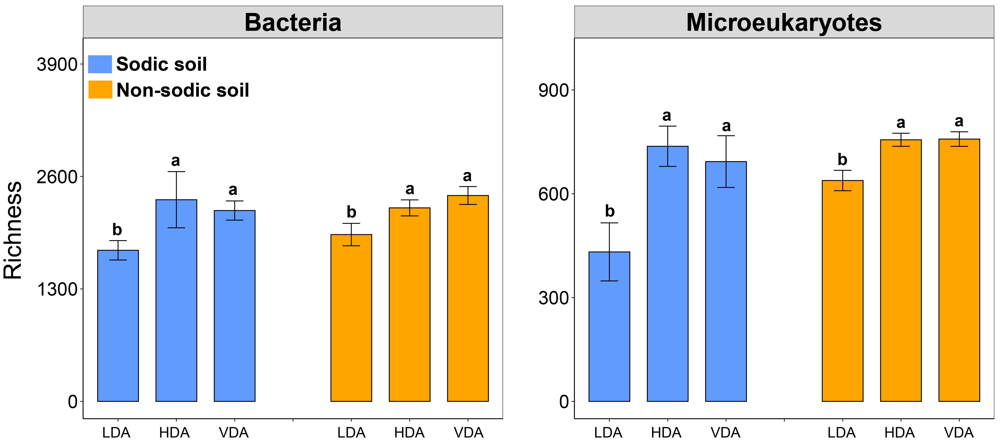 Bacteria
Microeukaryotes
Richness
3900
2600
1300
0
Sodic soil
Non-sodic soil
b
a
a
b
a
a
LDA
HDA
VDA
LDA
HDA
VDA
900
600
300
0
b
a
a
b
a
a
LDA
HDA
VDA
LDA
HDA
VDA